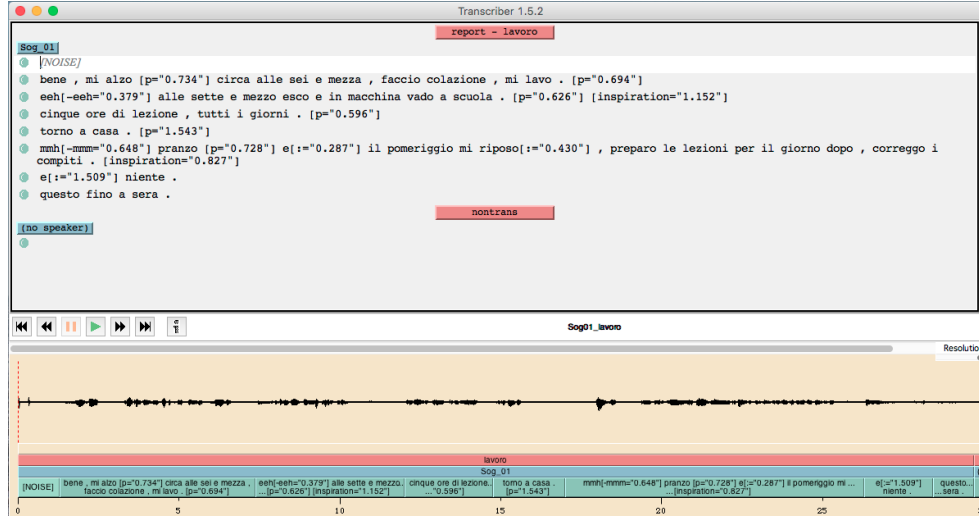 Transcriber 1.5.2
report - lavoro
Sog_01
[NOISE]
bene , mi alzo [p="0.734"] circa alle sei e mezza , faccio colazione , mi lavo . [p="0.694"]
eeh[-eeh="0.379"] alle sette e mezzo esco e in macchina vado a scuola . [p="0.626"] [inspiration="1.152"]
cinque ore di lezione , tutti i giorni . [p="0.596"]
torno a casa . [p="1.543"]
mmh[-mmm="0.648"] pranzo [p="0.728"] e[:="0.287"] il pomeriggio mi riposo[:="0.430"] , preparo le lezioni per il giorno dopo , correggo i
compiti . [inspiration="0.827"]
e[:="1.509"] niente .
questo fino a sera .
nontrans
(no speaker)
Sog01_lavoro
Resolutio
lavoro
Sog_01
[NOISE]
bene , mi alzo [p="0.734"] circa alle sei e mezza ,
faccio colazione , mi lavo . [p="0.694"]
eeh[-eeh="0.379"] alle sette e mezzo.
...[p="0.626"] [inspiration="1.152"]
cinque ore di lezione.
..."0.596"]
torno a casa .
[p="1.543"]
mmh[-mmm="0.648"] pranzo [p="0.728"] e[:="0.287"] il pomeriggio mi ...
...[inspiration="0.827"]
e[:="1.509"]
niente .
questo...
...sera .
0 5 10 15 20 25